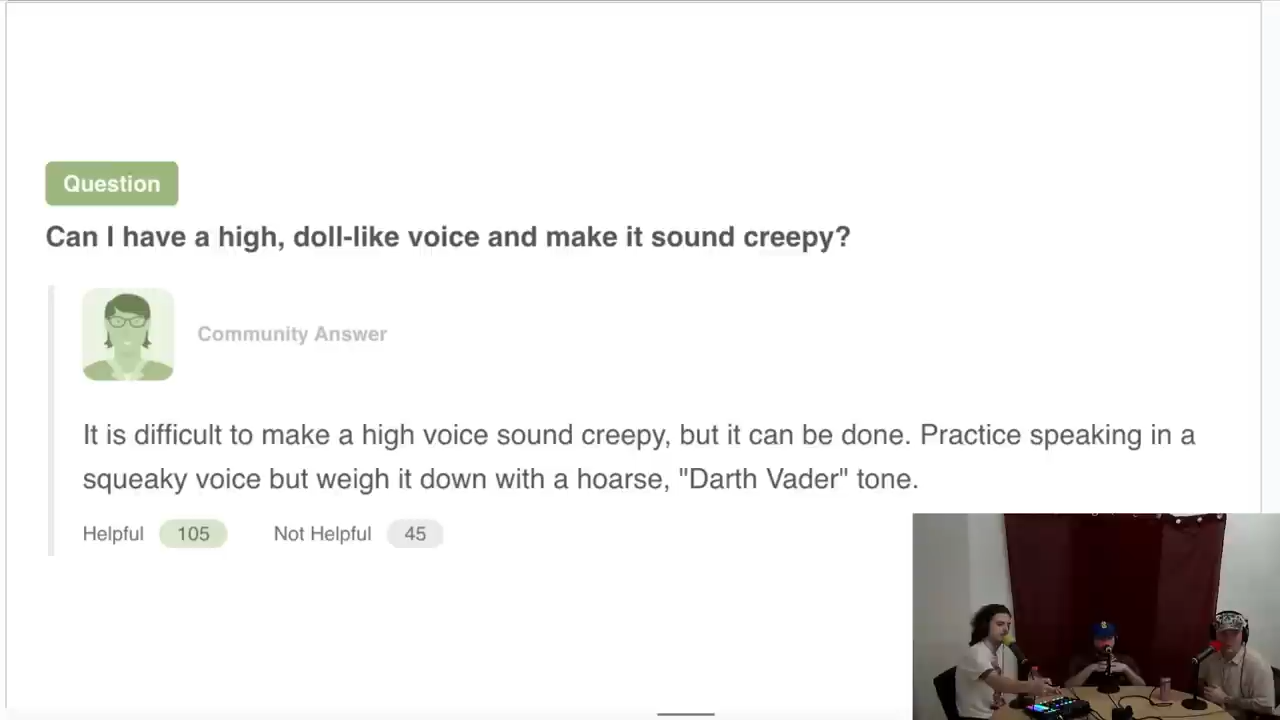 Question
Can I have a high, doll-like voice and make it sound creepy?
Community Answer
It is difficult to make a high voice sound creepy, but it can be done. Practice speaking in a
squeaky voice but weigh it down with a hoarse, "Darth Vader" tone.
Helpful 105 Not Helpful 45